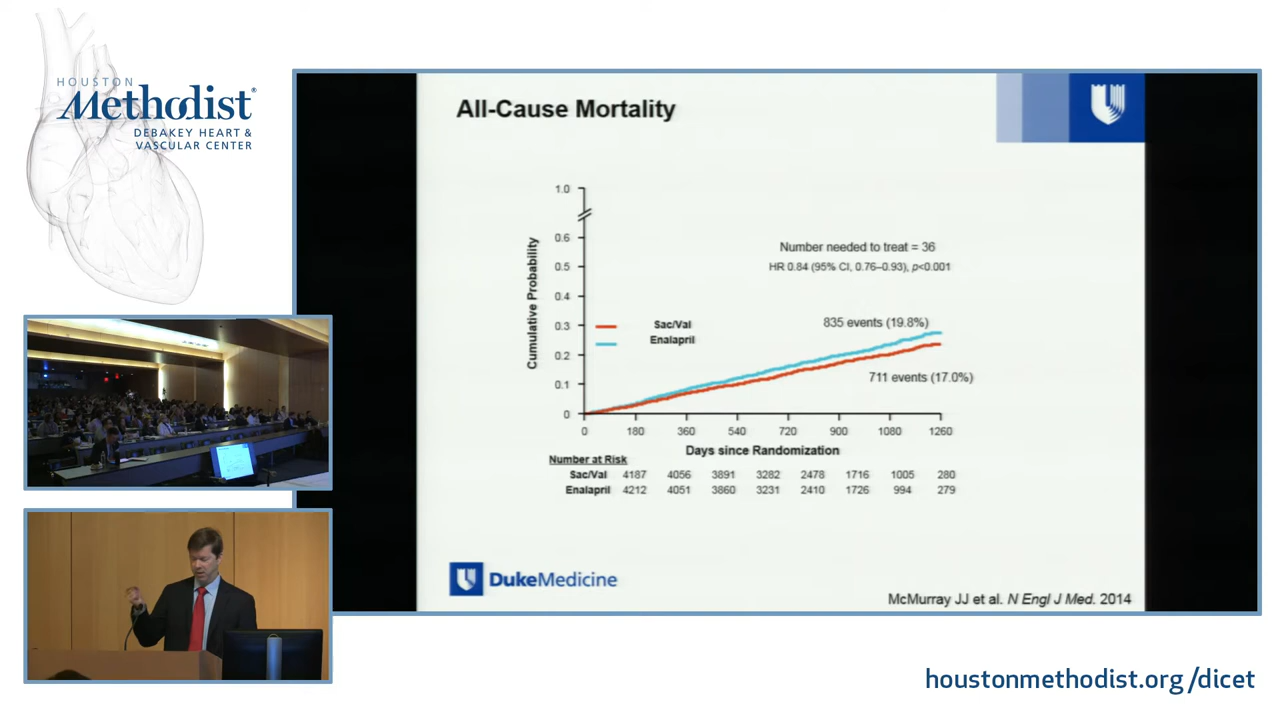 HOUSTON
Methodist®
DEBAKEY HEART &
VASCULAR CENTER
All-Cause Mortality
1.0
0.6
0.5
0.4
0.3
0.2
0.1
0
Cumulative Probability
Number needed to treat = 36
HR 0.84 (95% CI, 0.76–0.93), p<0.001
Sac/Val
Enalapril
835 events (19.8%)
711 events (17.0%)
0 180 360 540 720 900 1080 1260
Days since Randomization
Number at Risk
Sac/Val 4187 4056 3891 3282 2478 1716 1005 280
Enalapril 4212 4051 3860 3231 2410 1726 994 279
DukeMedicine
McMurray JJ et al. N Engl J Med. 2014
houstonmethodist.org/dicet